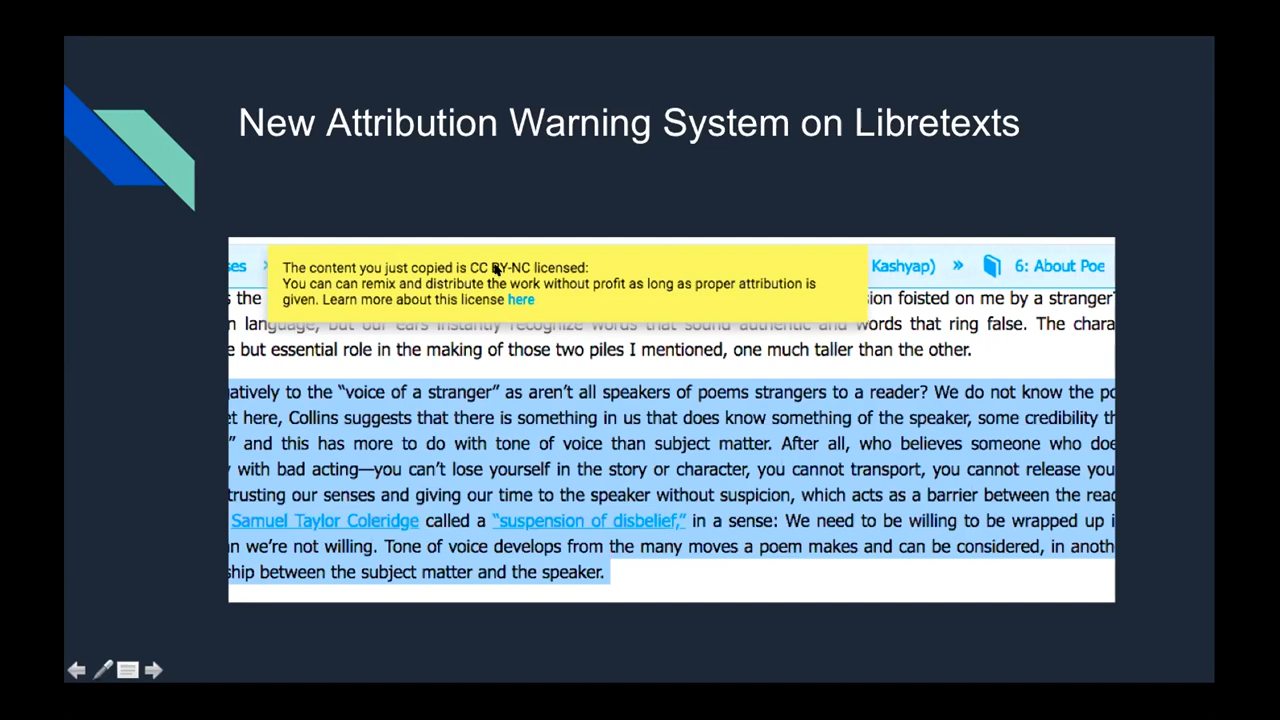 New Attribution Warning System on Libretexts
The content you just copied is CC BY-NC licensed:
You can can remix and distribute the work without profit as long as proper attribution is
given. Learn more about this license here
Kashyap) » 6: About Poe
s the sion foisted on me by a stranger?
n language, but our ears instantly recognize words that sound authentic and words that ring false. The chara
e but essential role in the making of those two piles I mentioned, one much taller than the other.
gatively to the “voice of a stranger” as aren’t all speakers of poems strangers to a reader? We do not know the po
et here, Collins suggests that there is something in us that does know something of the speaker, some credibility th
” and this has more to do with tone of voice than subject matter. After all, who believes someone who doe
y with bad acting—you can’t lose yourself in the story or character, you cannot transport, you cannot release you
trusting our senses and giving our time to the speaker without suspicion, which acts as a barrier between the reac
Samuel Taylor Coleridge called a “suspension of disbelief,” in a sense: We need to be willing to be wrapped up i
n we’re not willing. Tone of voice develops from the many moves a poem makes and can be considered, in anoth
ship between the subject matter and the speaker.